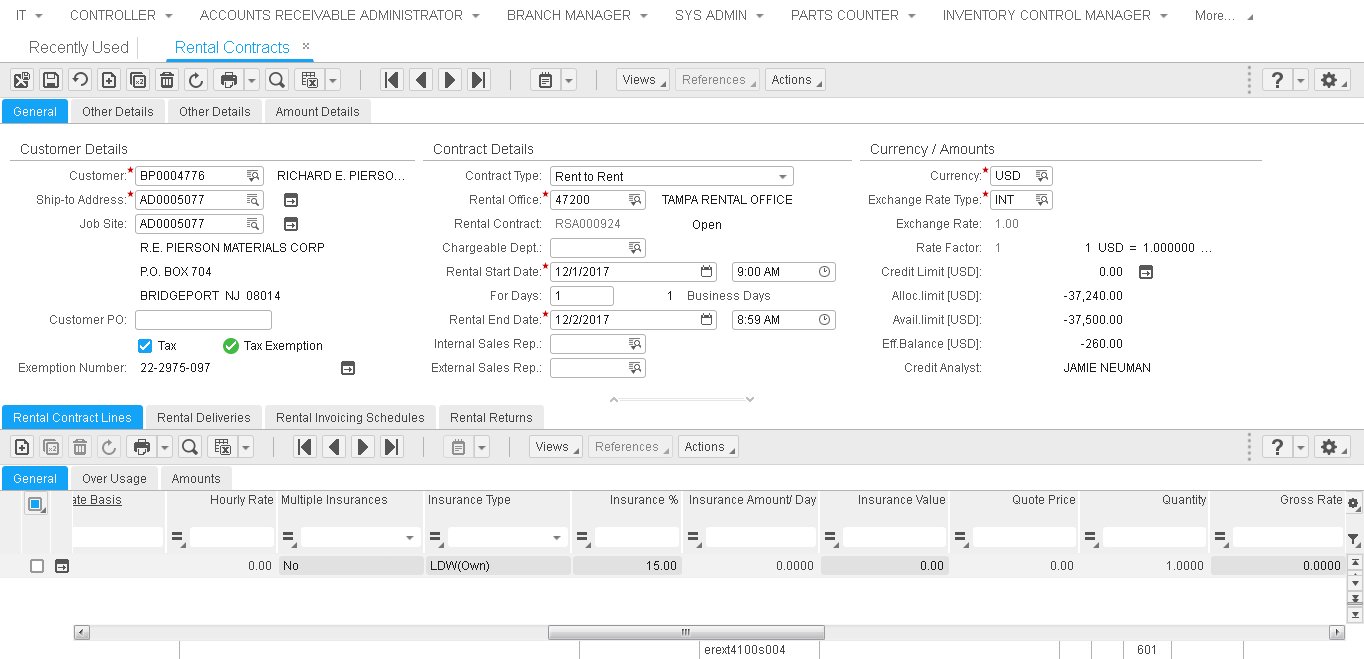 IT CONTROLLER ACCOUNTS RECEIVABLE ADMINISTRATOR BRANCH MANAGER SYS ADMIN PARTS COUNTER INVENTORY CONTROL MANAGER More...
Recently Used Rental Contracts ×
Views References Actions ?
General Other Details Other Details Amount Details
Customer Details Contract Details Currency / Amounts
Customer:* BP0004776 RICHARD E. PIERSO... Contract Type: Rent to Rent Currency:* USD
Ship-to Address:* AD0005077 Rental Office:* 47200 TAMPA RENTAL OFFICE Exchange Rate Type:* INT
Job Site: AD0005077 Rental Contract: RSA000924 Open Exchange Rate: 1.00
R.E. PIERSON MATERIALS CORP Chargeable Dept.: Rate Factor: 1 1 USD = 1.000000 ...
P.O. BOX 704 Rental Start Date:* 12/1/2017 9:00 AM Credit Limit [USD]: 0.00
BRIDGEPORT NJ 08014 For Days: 1 1 Business Days Alloc.limit [USD]: -37,240.00
Customer PO: Rental End Date:* 12/2/2017 8:59 AM Avail.limit [USD]: -37,500.00
Tax Tax Exemption Internal Sales Rep.: Eff.Balance [USD]: -260.00
Exemption Number: 22-2975-097 External Sales Rep.: Credit Analyst: JAMIE NEUMAN
Rental Contract Lines Rental Deliveries Rental Invoicing Schedules Rental Returns
Views References Actions ?
General Over Usage Amounts
ate Basis Hourly Rate Multiple Insurances Insurance Type Insurance % Insurance Amount/ Day Insurance Value Quote Price Quantity Gross Rate
0.00 No LDW(Own) 15.00 0.0000 0.00 0.00 1.0000 0.0000
erext4100s004 601